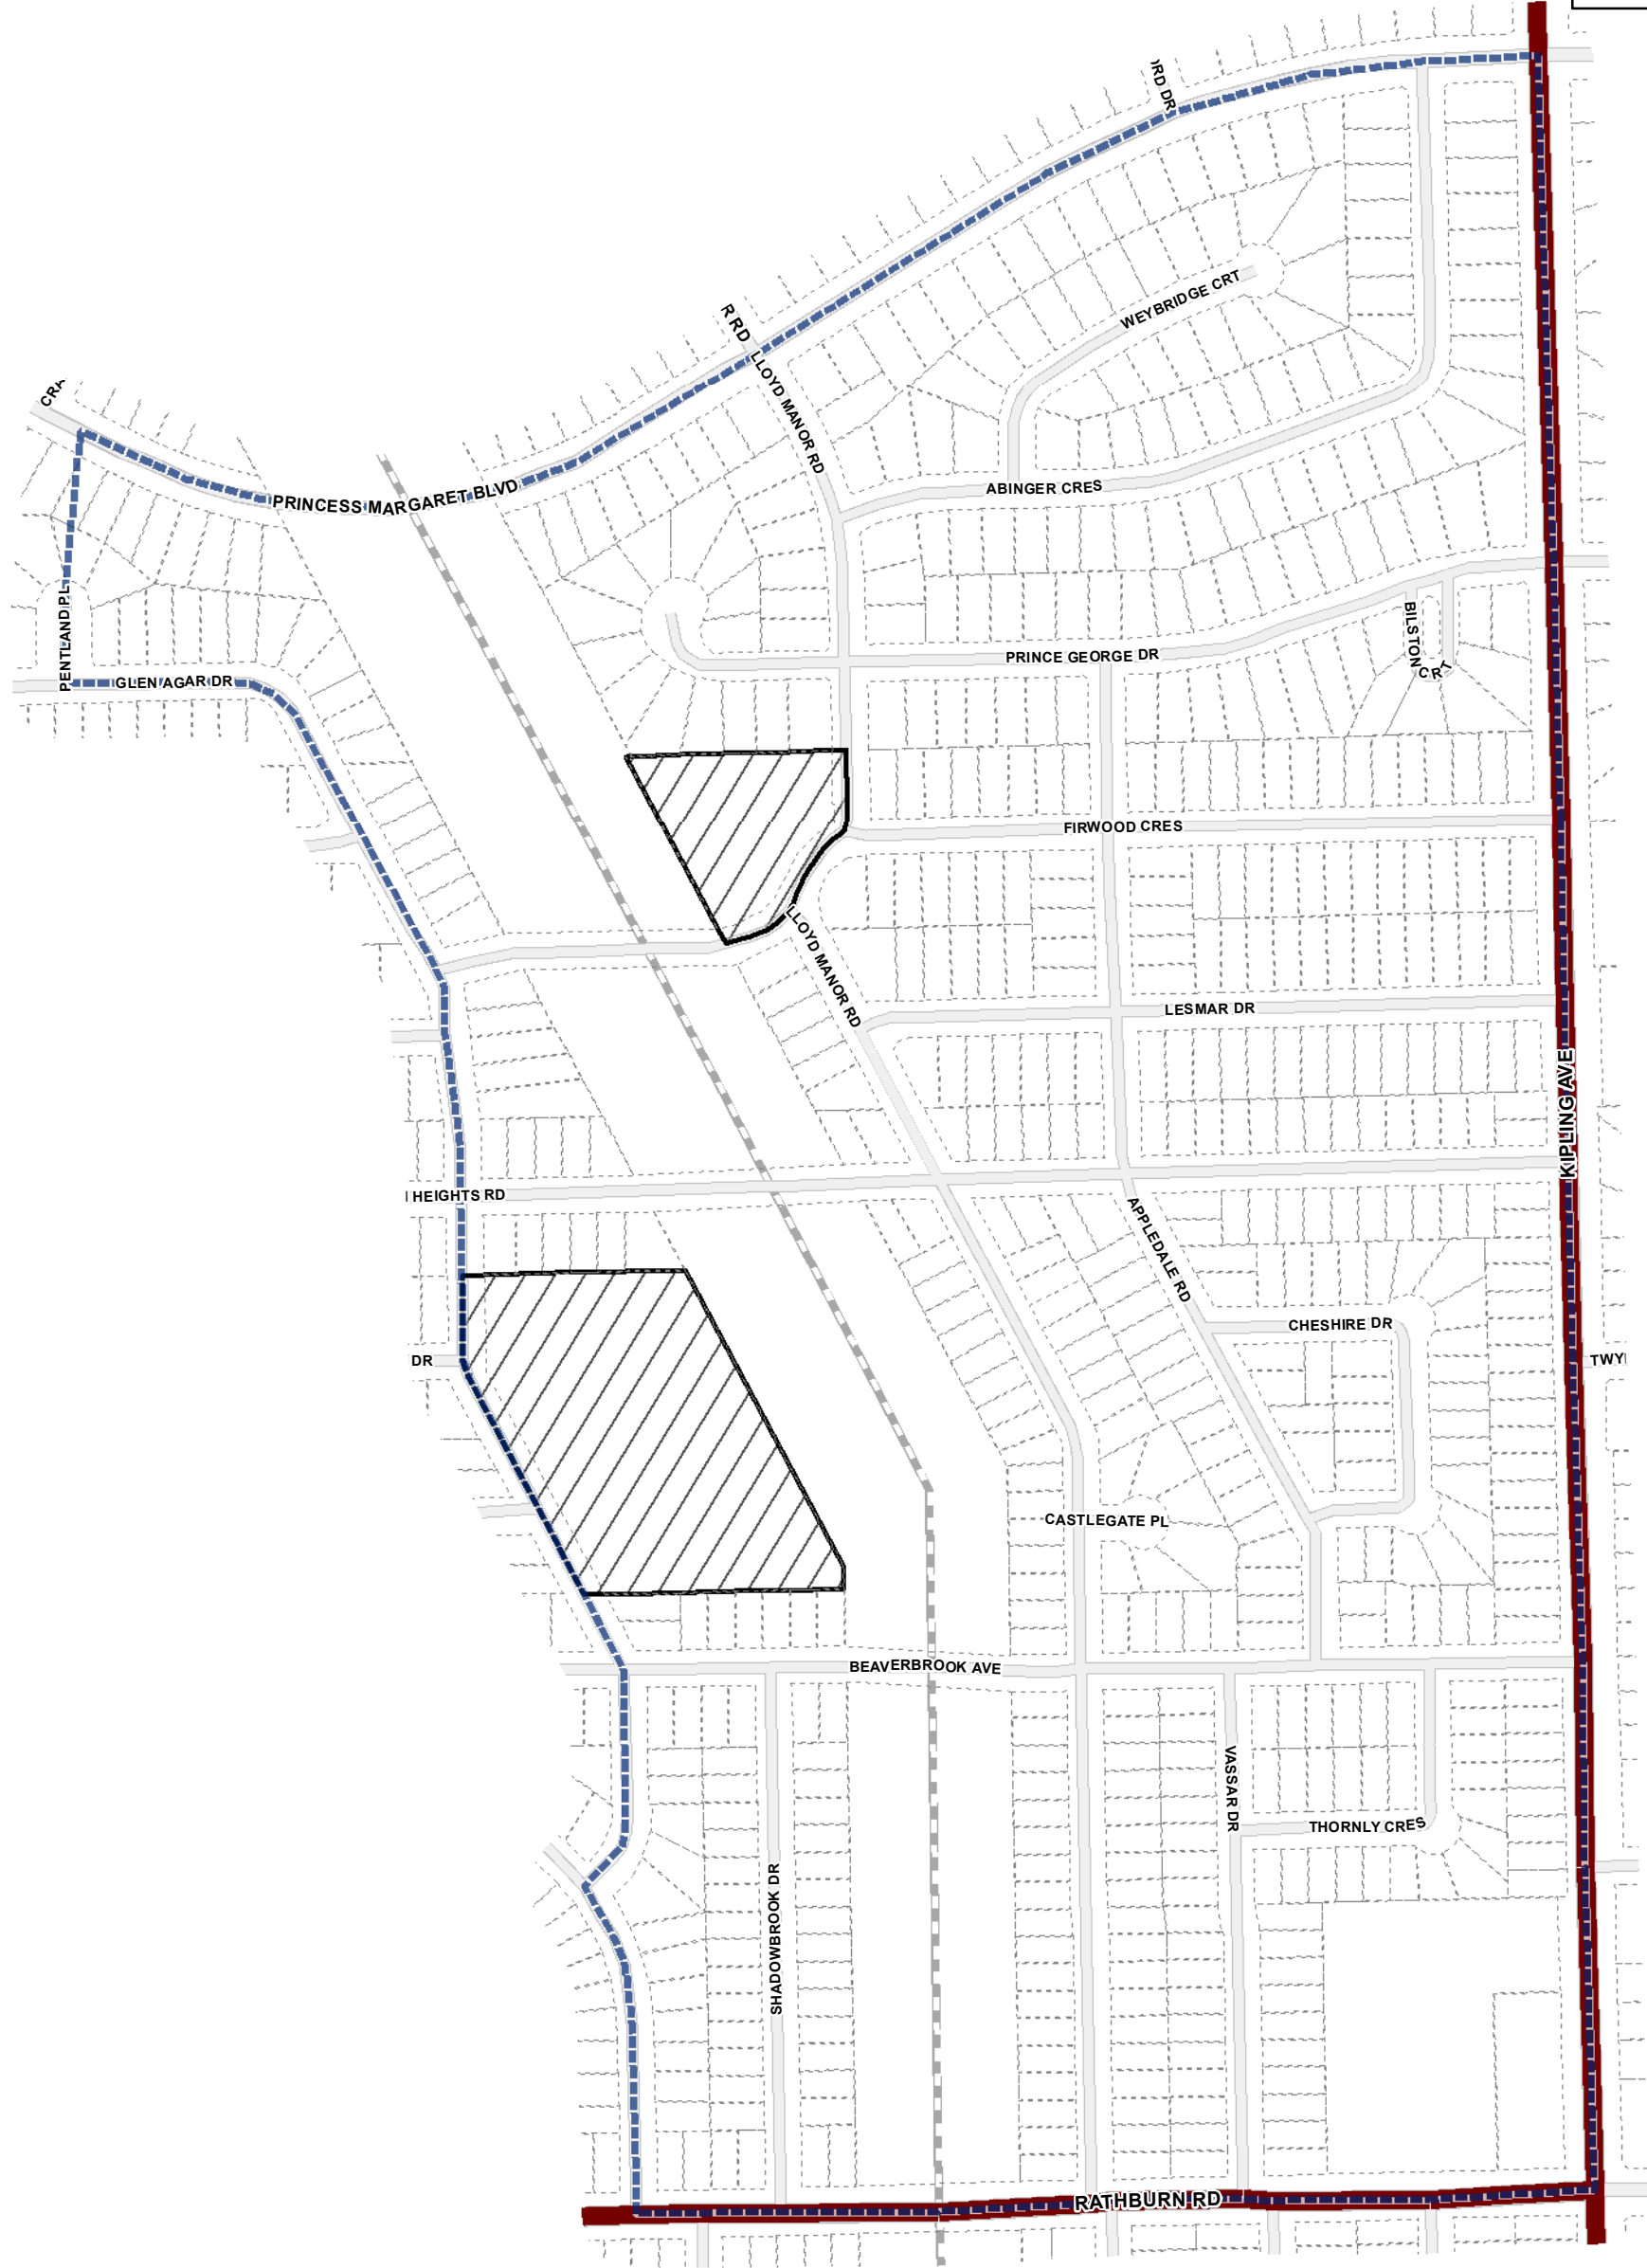 RD DR
WEYBRIDGE CRT
R RD
LLOYD MANOR RD
CRA
ABINGER CRES
PRINCESS MARGARET BLVD
PENTLAND PL
GLEN AGAR DR
PRINCE GEORGE DR
BILSTON CRT
FIRWOOD CRES
LLOYD MANOR RD
LESMAR DR
KIPLING AVE
HEIGHTS RD
APPLEDALE RD
CHESHIRE DR
DR
TWY
CASTLEGATE PL
BEAVERBROOK AVE
VASSAR DR
THORNLY CRES
SHADOWBROOK DR
RATHBURN RD